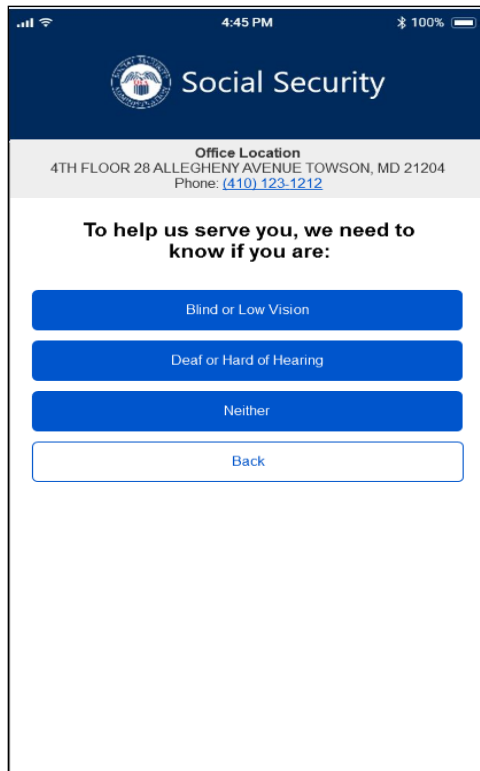 4:45 PM
100%
Social Security
Office Location
4TH FLOOR 28 ALLEGHENY AVENUE TOWSON, MD 21204
Phone: (410) 123-1212
To help us serve you, we need to
know if you are:
Blind or Low Vision
Deaf or Hard of Hearing
Neither
Back